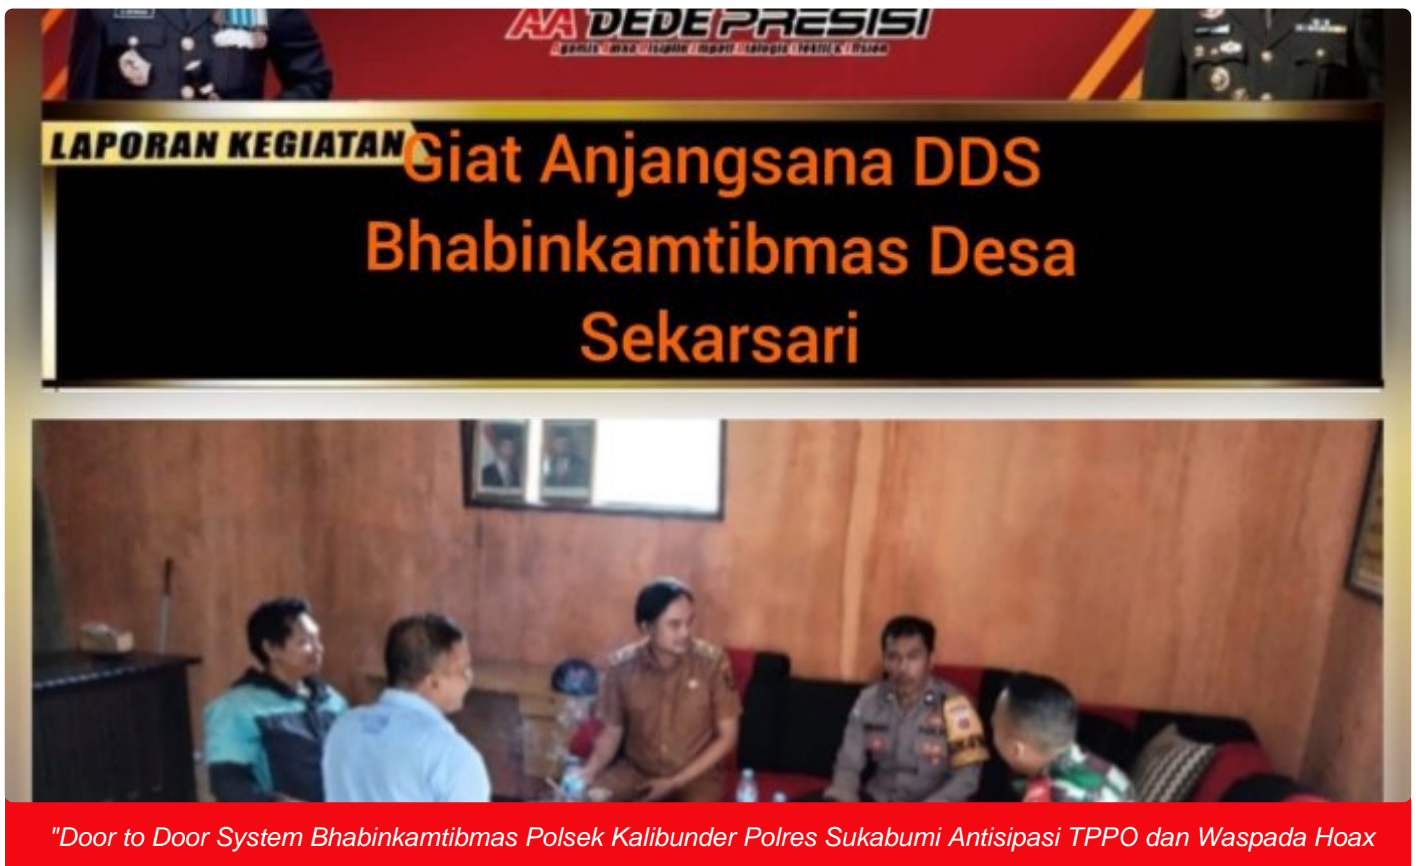 AA DEDE PRESISI
LAPORAN KEGIATAN
Giat Anjangsana DDS
Bhabinkamtibmas Desa
Sekarsari
"Door to Door System Bhabinkamtibmas Polsek Kalibunder Polres Sukabumi Antisipasi TPPO dan Waspada Hoax